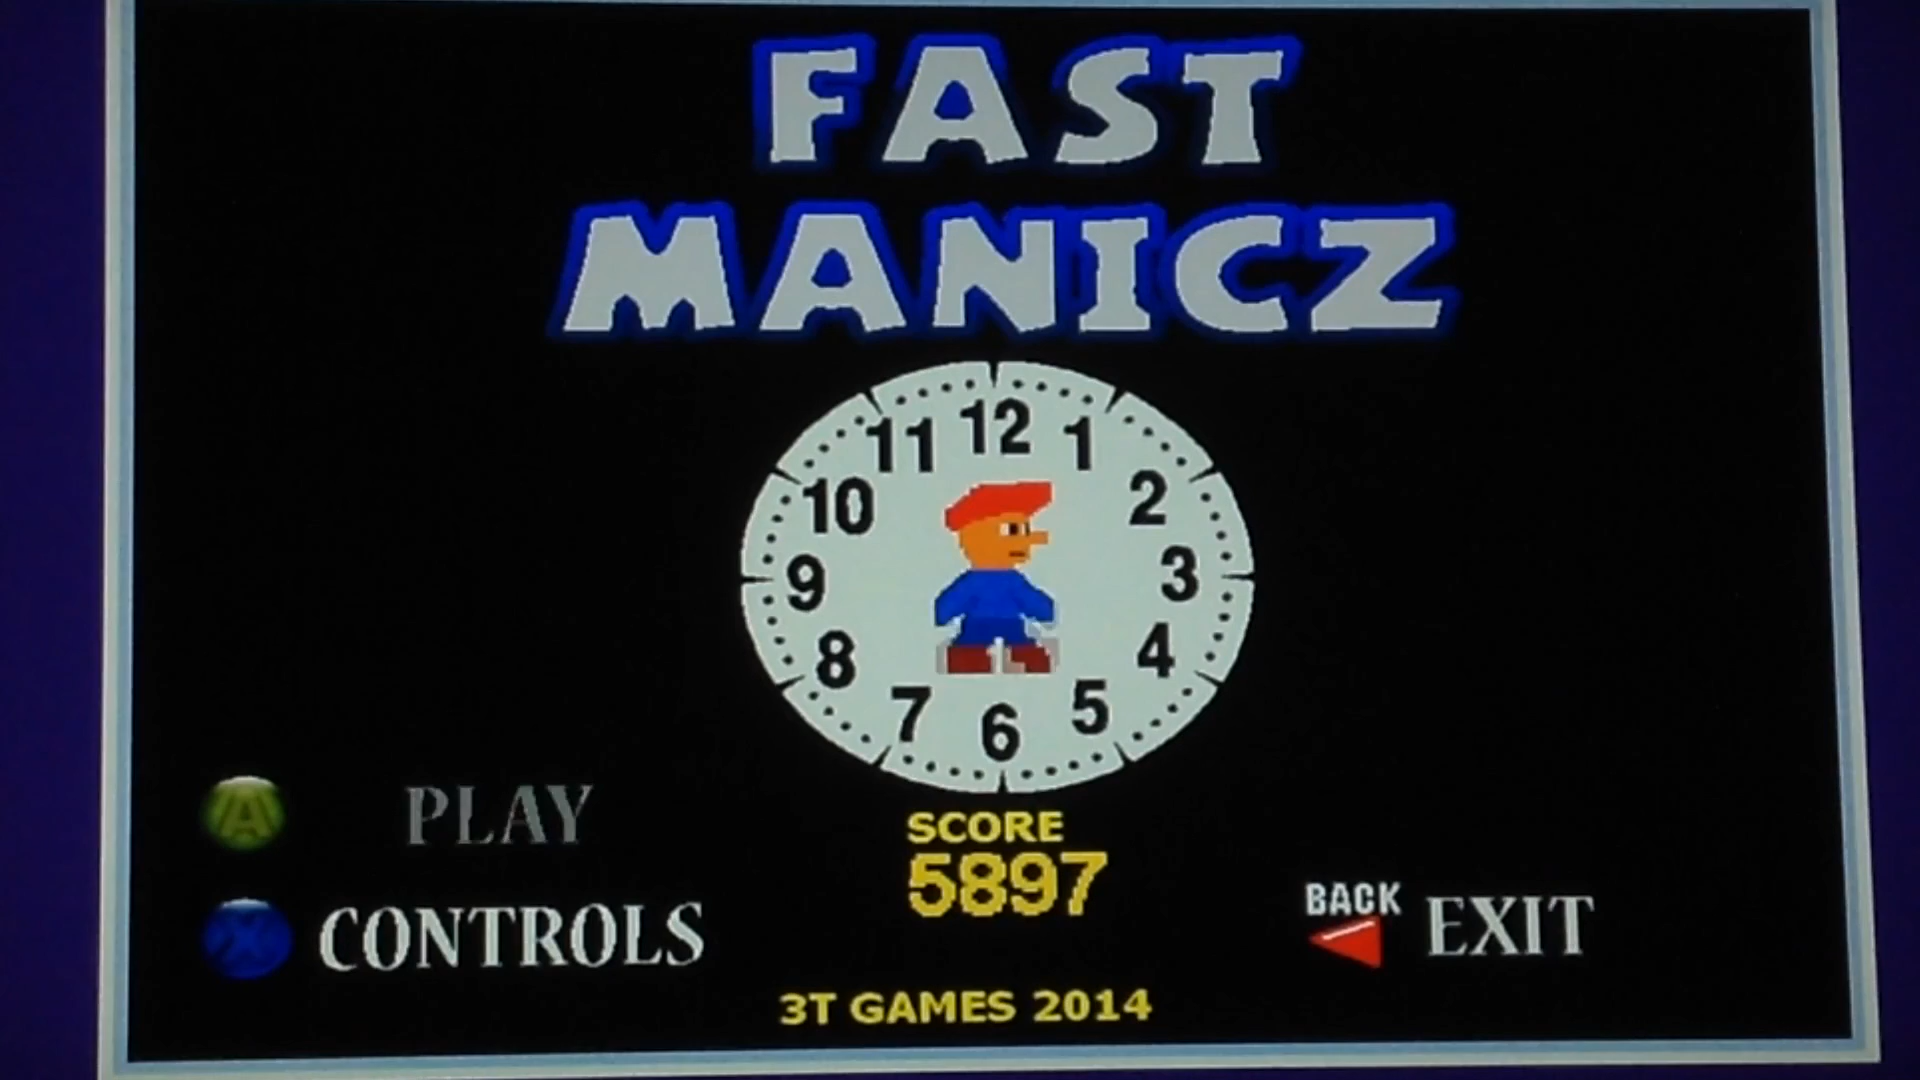 FAST
MANICZ
12
11
1
10
2
9
3
8
4
7
5
6
A PLAY
SCORE
5897
X CONTROLS
BACK EXIT
3T GAMES 2014